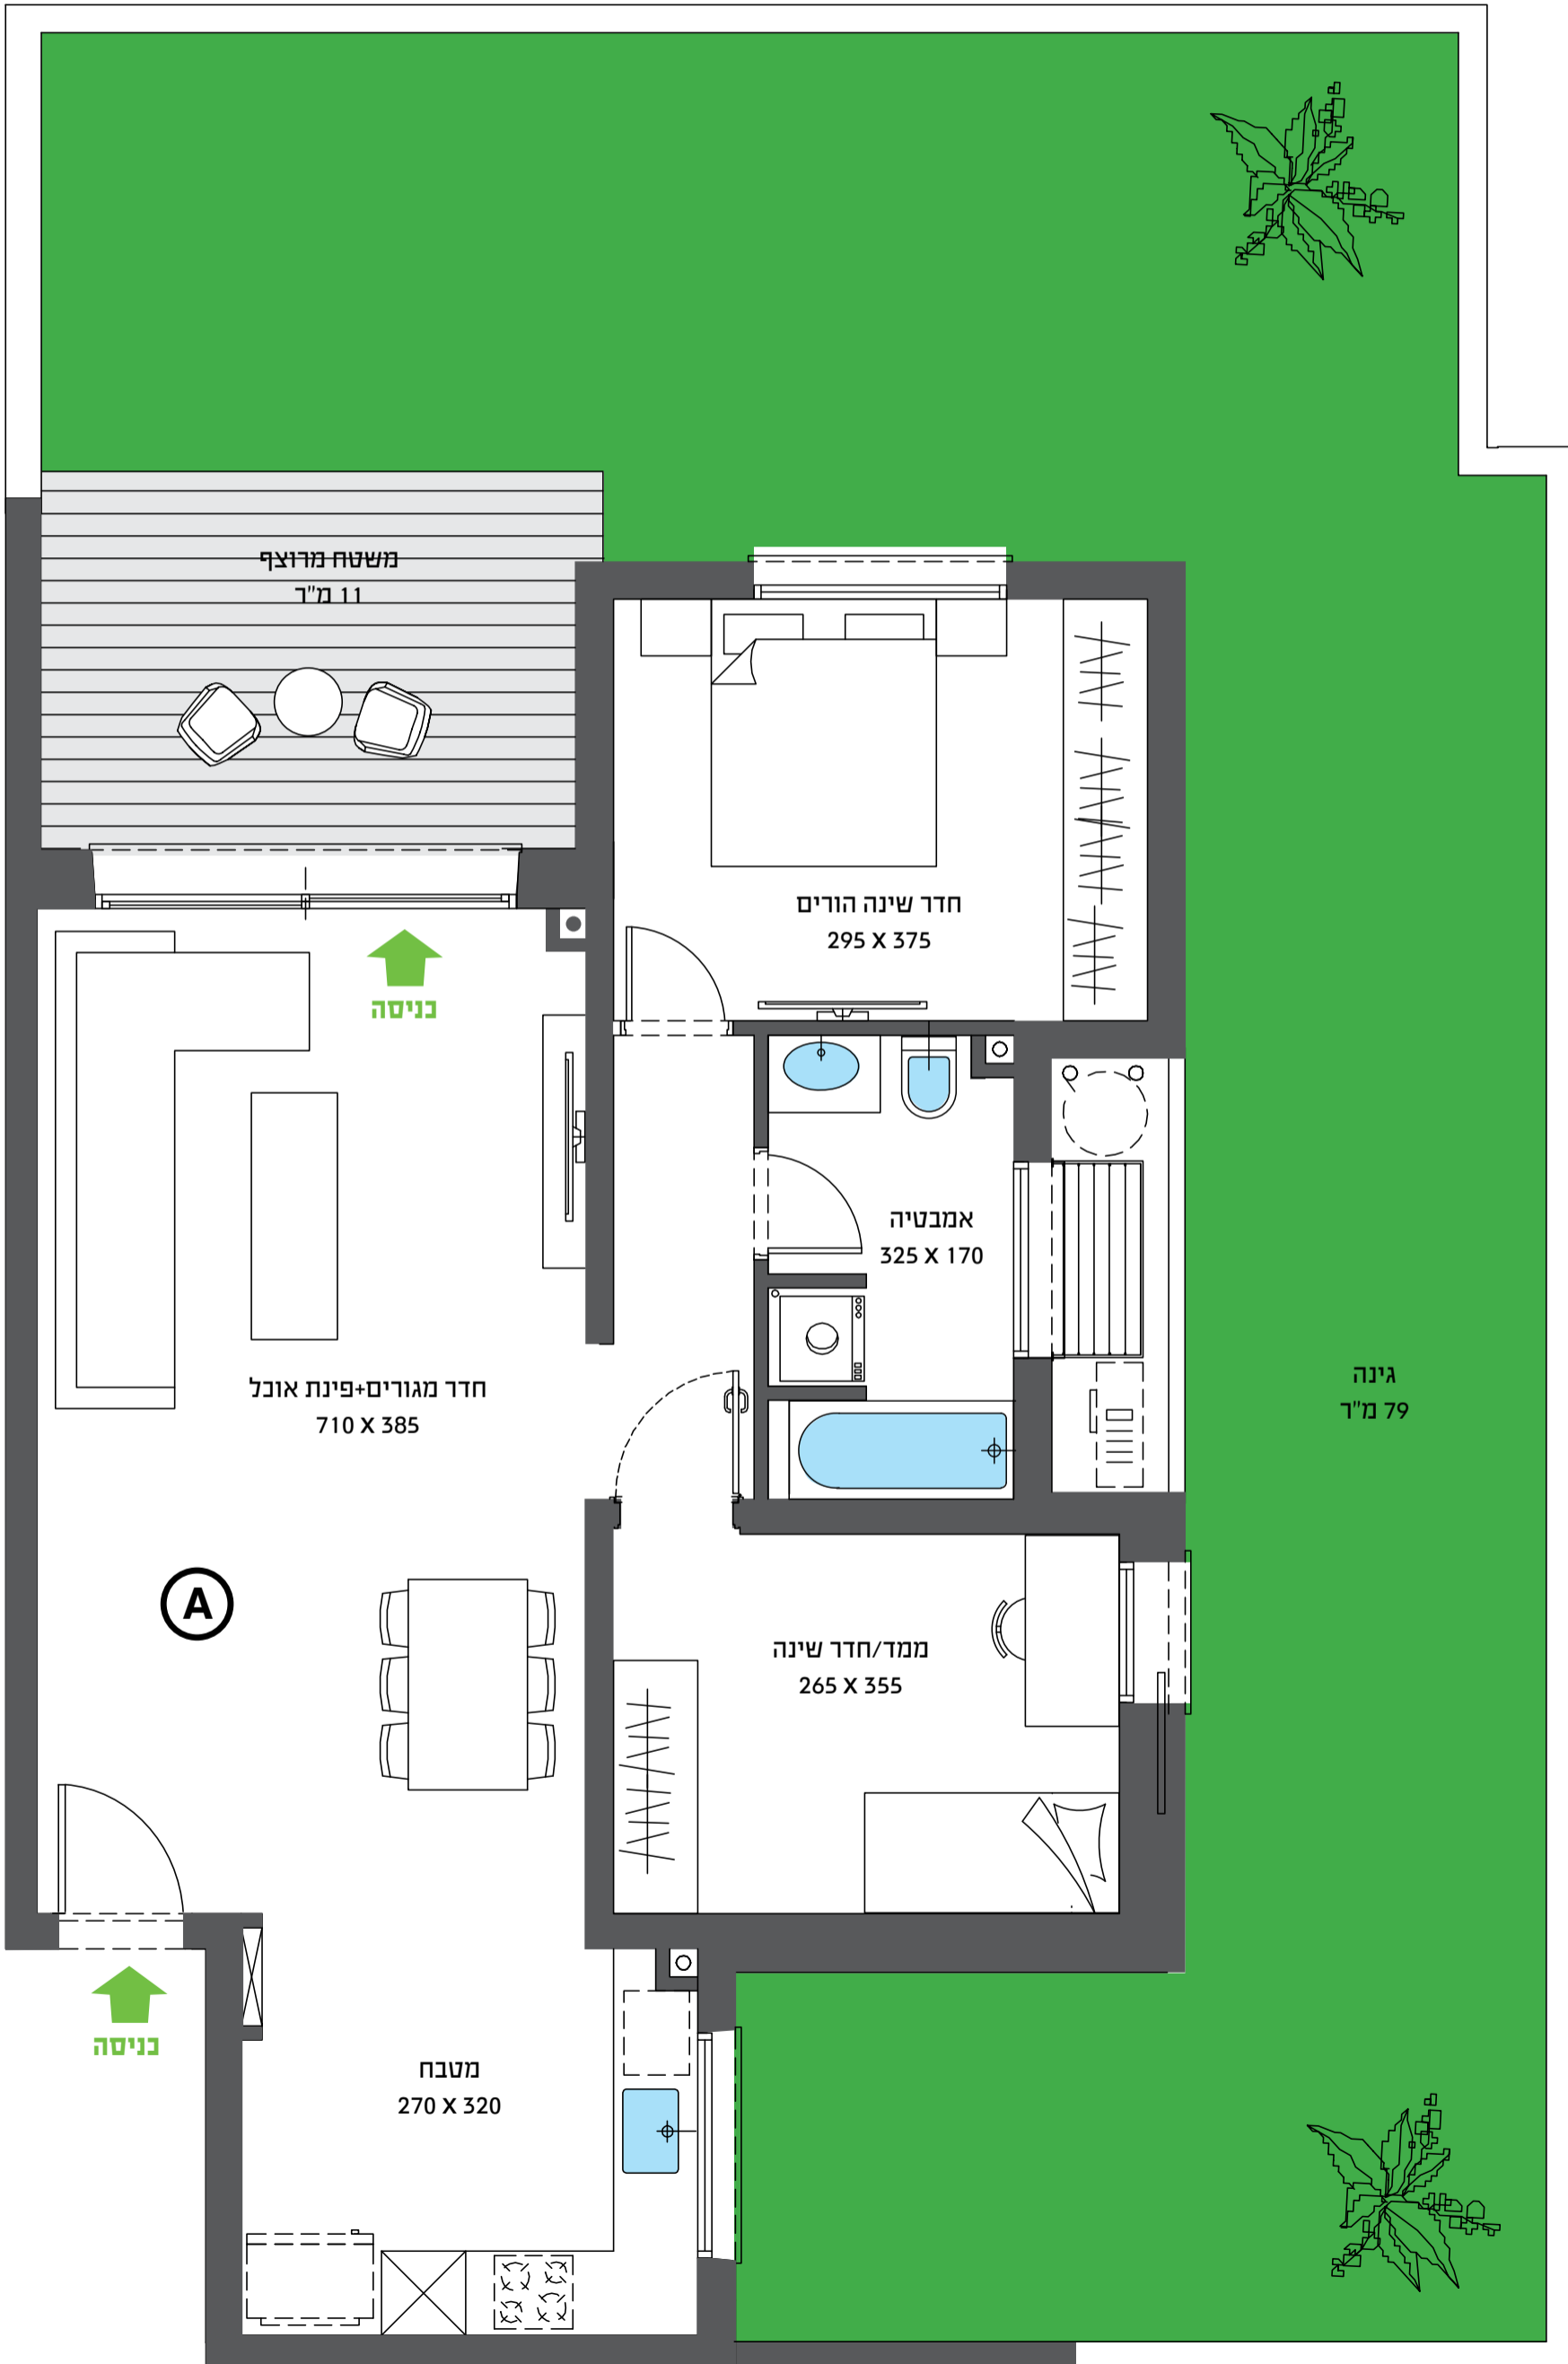 משטח מרוצף
11 מ"ר
חדר שינה הורים
295 X 375
כניסה
אמבטיה
325 X 170
גינה
79 מ"ר
חדר מגורים+פינת אוכל
710 X 385
A
ממד/חדר שינה
265 X 355
כניסה
מטבח
270 X 320